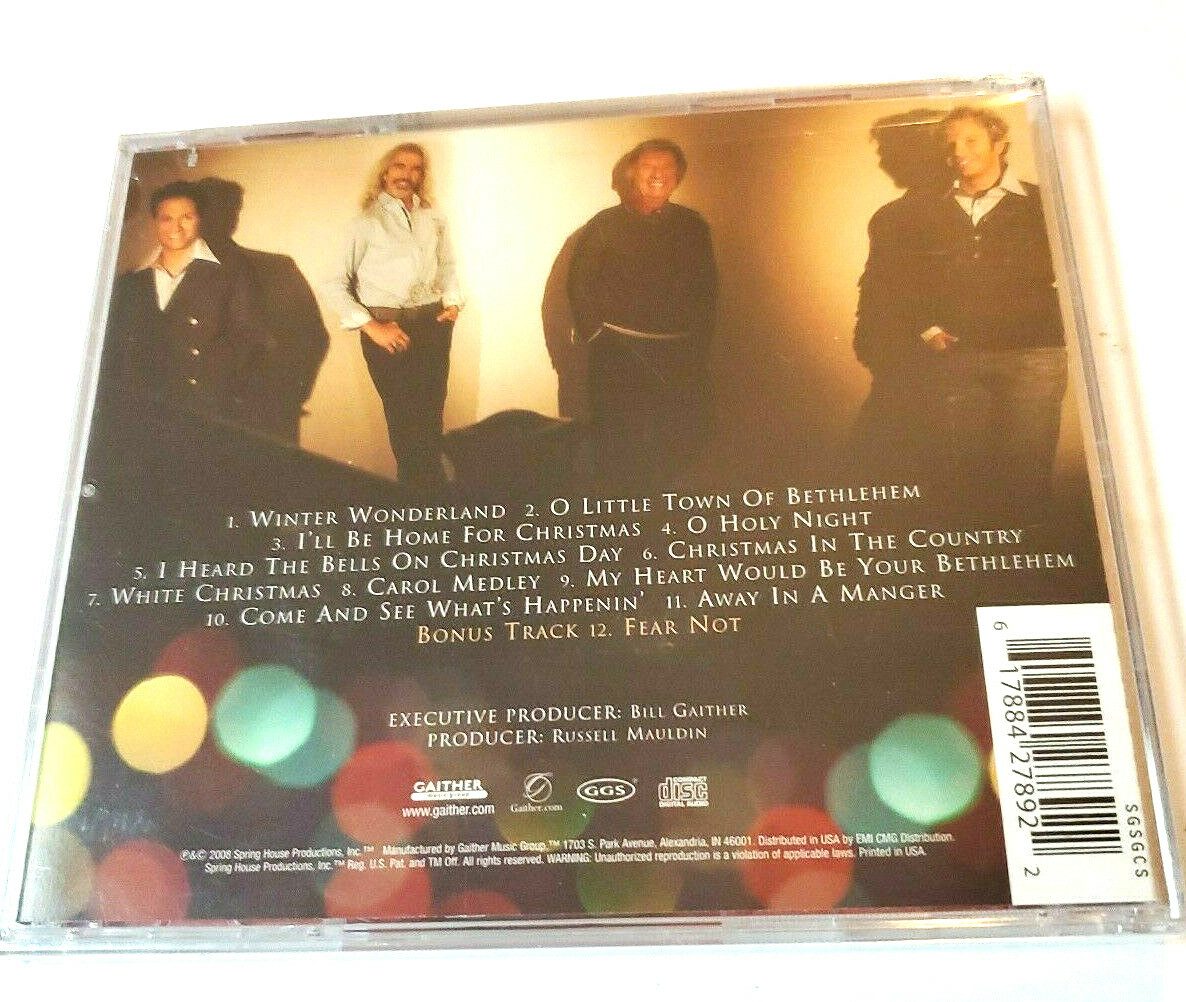 1. WINTER WONDERLAND 2. O LITTLE TOWN OF BETHLEHEM
3. I'LL BE HOME FOR CHRISTMAS 4. O HOLY NIGHT
5. I HEARD THE BELLS ON CHRISTMAS DAY 6. CHRISTMAS IN THE COUNTRY
7. WHITE CHRISTMAS 8. CAROL MEDLEY 9. MY HEART WOULD BE YOUR BETHLEHEM
10. COME AND SEE WHAT'S HAPPENIN' 11. AWAY IN A MANGER
BONUS TRACK 12. FEAR NOT
EXECUTIVE PRODUCER: BILL GAITHER
PRODUCER: RUSSELL MAULDIN
GAITHER
music group
www.gaither.com
Gaither.com
GGS®
COMPACT
disc
DIGITAL AUDIO
℗&© 2008 Spring House Productions, Inc.™ Manufactured by Gaither Music Group,™ 1703 S. Park Avenue, Alexandria, IN 46001. Distributed in USA by EMI CMG Distribution.
Spring House Productions, Inc.™ Reg. U.S. Pat. and TM Off. All rights reserved. WARNING: Unauthorized reproduction is a violation of applicable laws. Printed in USA.
6 17884 27892 2
SGSGCS